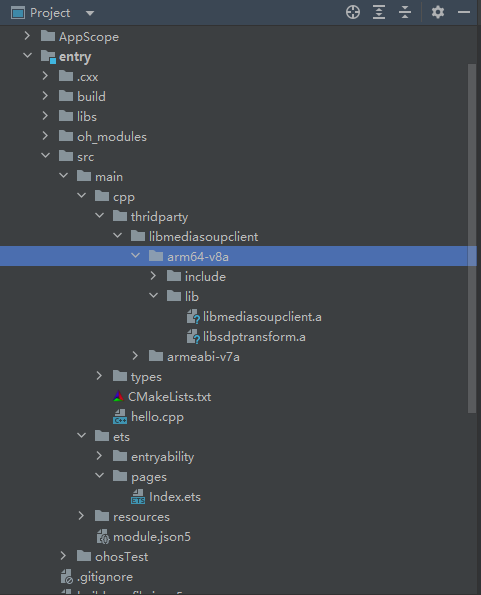 Project
AppScope
entry
.cxx
build
libs
oh_modules
src
main
cpp
thridparty
libmediasoupclient
arm64-v8a
include
lib
libmediasoupclient.a
libsdptransform.a
armeabi-v7a
types
CMakeLists.txt
hello.cpp
ets
entryability
pages
Index.ets
resources
module.json5
ohosTest
.gitignore